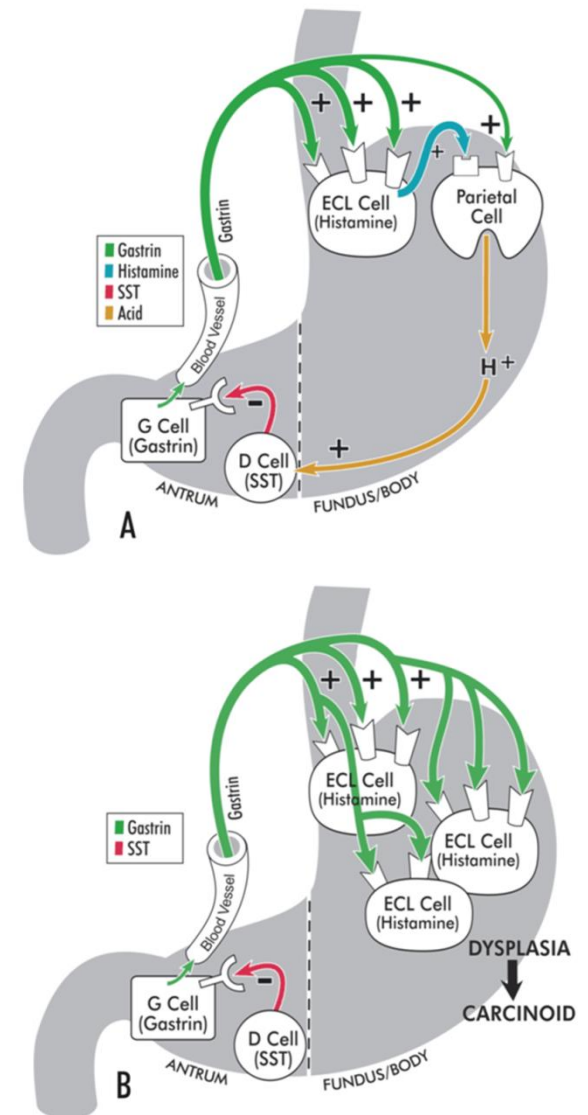 + + +
+
+
ECL Cell
(Histamine)
Parietal
Cell
Gastrin
Gastrin
Histamine
SST
Acid
Blood Vessel
H+
G Cell
(Gastrin)
-
+
D Cell
(SST)
ANTRUM
FUNDUS/BODY
A
+ + +
ECL Cell
(Histamine)
Gastrin
Gastrin
SST
ECL Cell
(Histamine)
Blood Vessel
ECL Cell
(Histamine)
DYSPLASIA
CARCINOID
G Cell
(Gastrin)
-
D Cell
(SST)
ANTRUM
FUNDUS/BODY
B